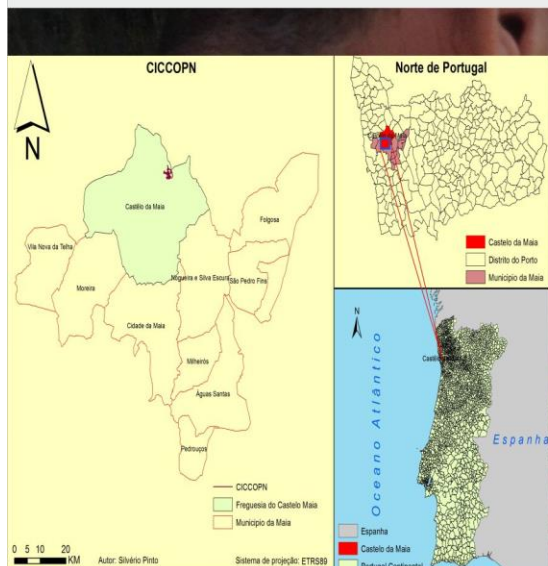 CICCOPN
N
Castêlo da Maia
Folgosa
Vila Nova da Telha
Moreira
Nogueira e Silva Escura
São Pedro Fins
Cidade da Maia
Milheirós
Águas Santas
Pedrouços
CICCOPN
Freguesia do Castelo Maia
Município da Maia
0 5 10 20
KM
Autor: Silvério Pinto
Sistema de projeção: ETRS89
Norte de Portugal
Castelo da Maia
Distrito do Porto
Município da Maia
N
Oceano Atlântico
Espanha
Espanha
Castelo da Maia
Portugal Continental